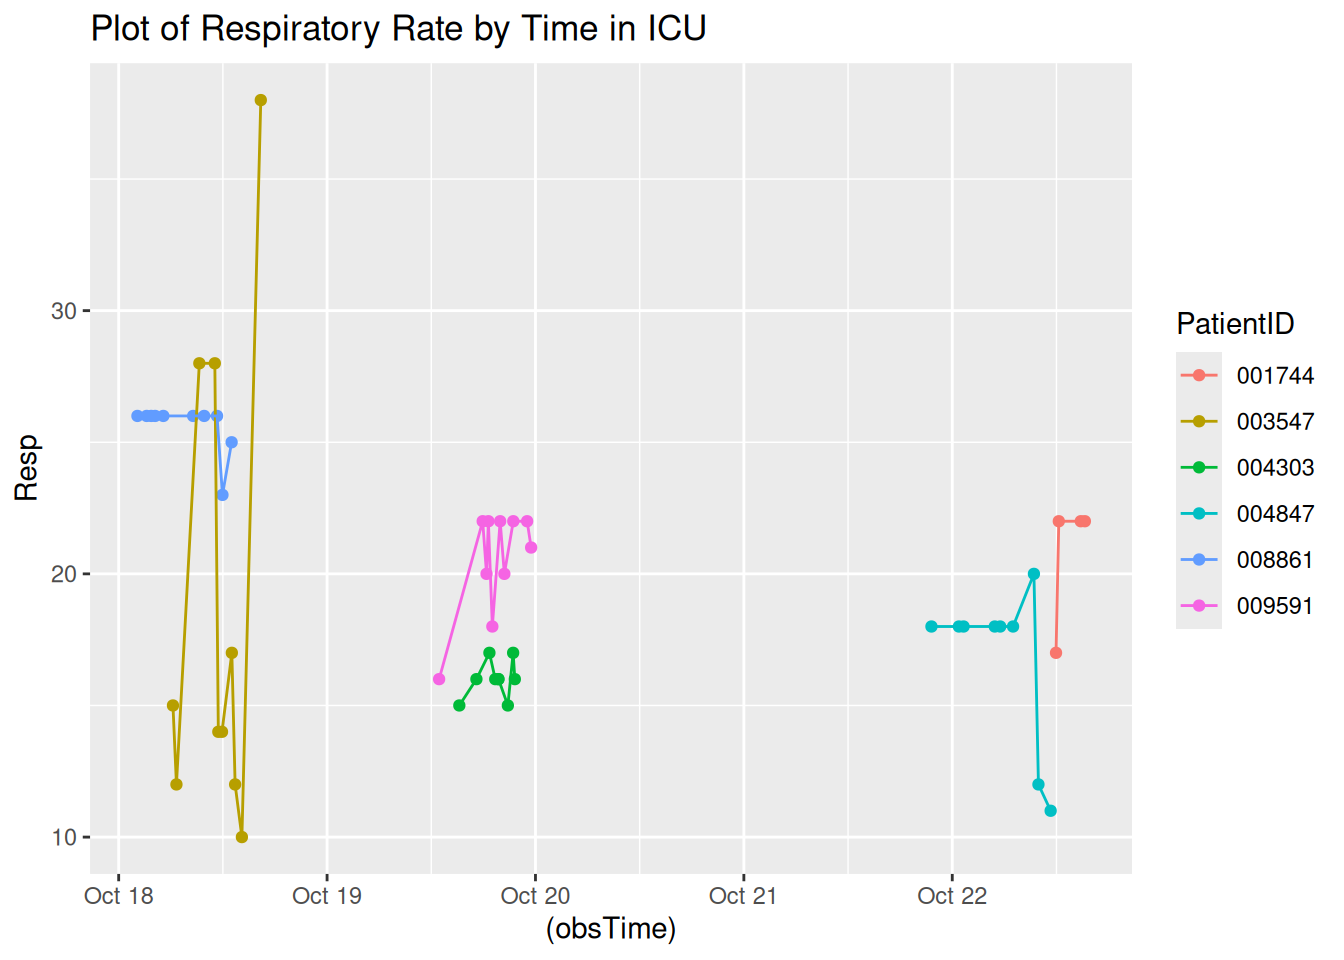 Plot of Respiratory Rate by Time in ICU
Resp
30
20
10
Oct 18
Oct 19
Oct 20
Oct 21
Oct 22
(obsTime)
PatientID
001744
003547
004303
004847
008861
009591